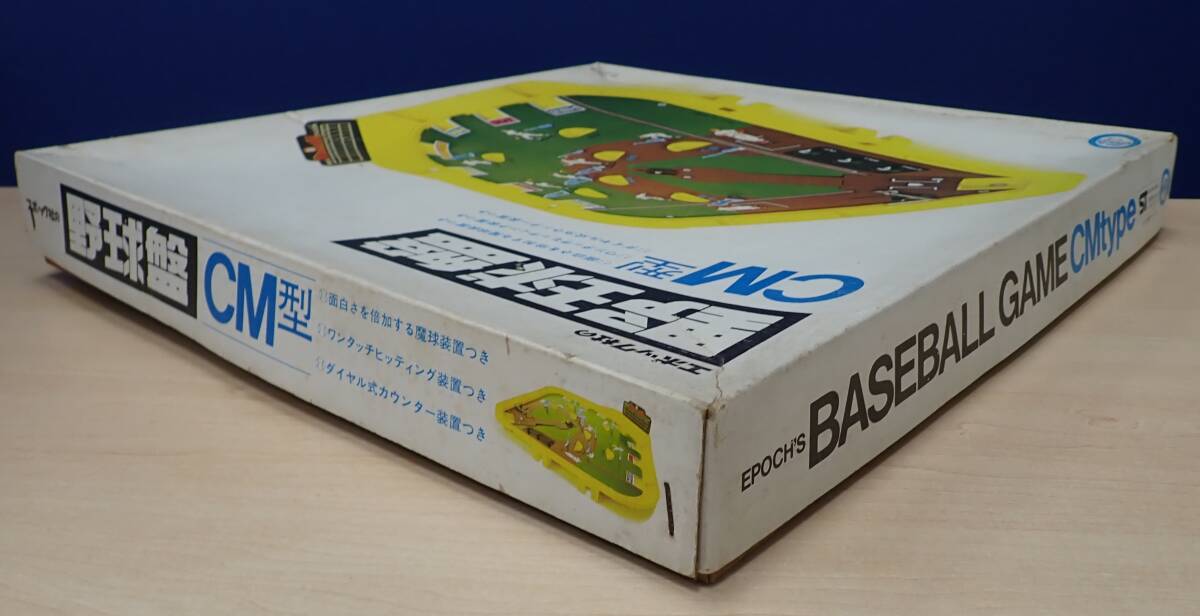 エポック社の
野球盤
CM型
面白さを倍加する魔球装置つき
ワンタッチヒッティング装置つき
ダイヤル式カウンター装置つき
エポック社の
野球盤
CM型
EPOCH'S BASEBALL GAME CMtype ST